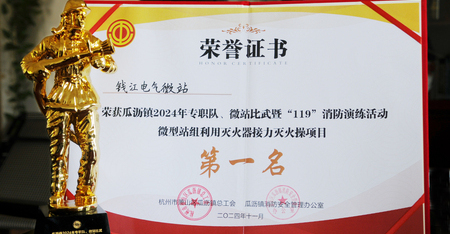 荣誉证书
HONOR CERTIFICATE
钱江电气微站
荣获瓜沥镇2024年专职队、微站比武暨“119”消防演练活动
微型站组利用灭火器接力灭火操项目
第一名
杭州市萧山区瓜沥镇总工会 瓜沥镇消防安全管理办公室
二〇二四年十一月